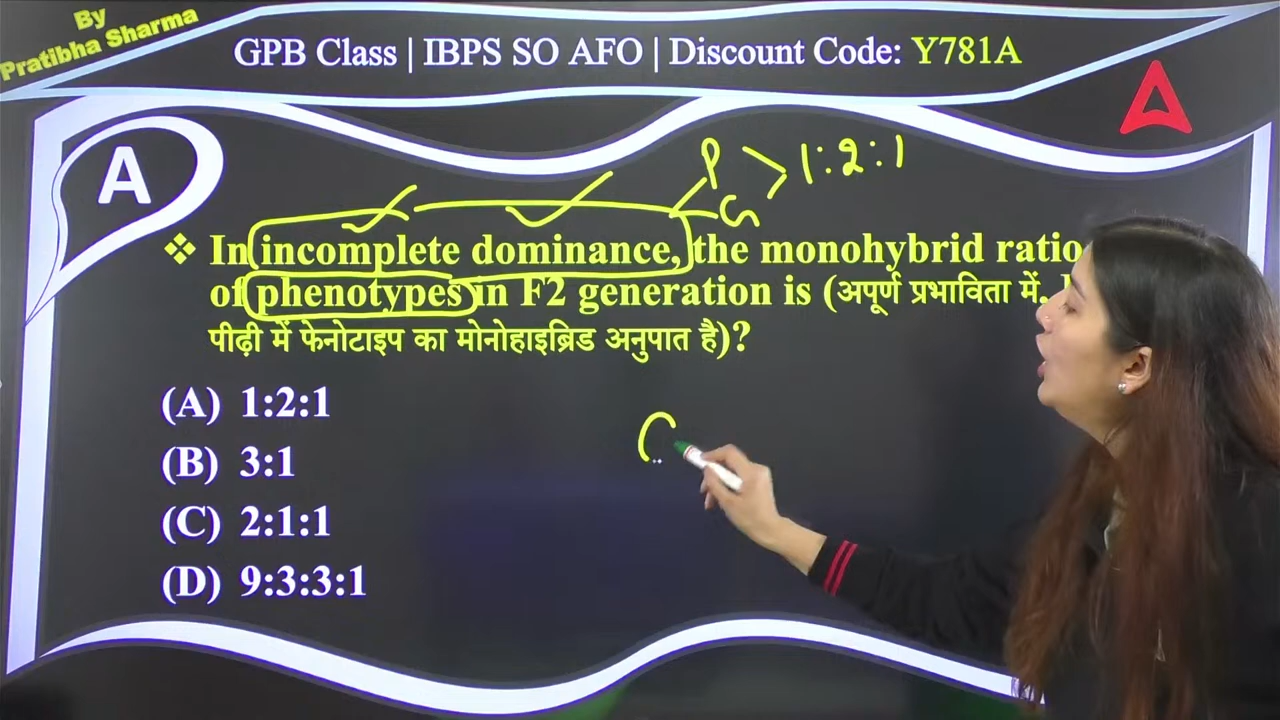 By
Pratibha Sharma
GPB Class | IBPS SO AFO | Discount Code: Y781A
A
P > 1:2:1
G
❖ In incomplete dominance, the monohybrid ratio
of phenotypes in F2 generation is (अपूर्ण प्रभाविता में,
पीढ़ी में फेनोटाइप का मोनोहाइब्रिड अनुपात है)?
(A) 1:2:1
(B) 3:1
(C) 2:1:1
(D) 9:3:3:1